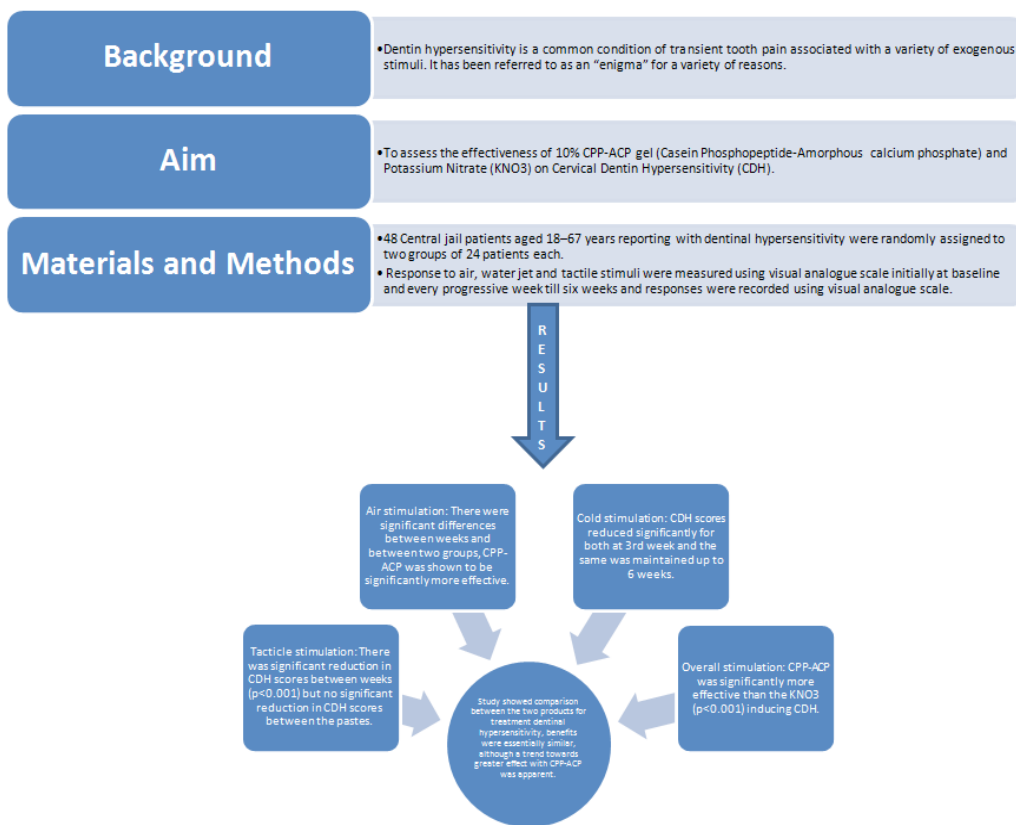 Background
•Dentin hypersensitivity is a common condition of transient tooth pain associated with a variety of exogenous
stimuli. It has been referred to as an “enigma” for a variety of reasons.
Aim
•To assess the effectiveness of 10% CPP-ACP gel (Casein Phosphopeptide-Amorphous calcium phosphate) and
Potassium Nitrate (KNO3) on Cervical Dentin Hypersensitivity (CDH).
Materials and Methods
•48 Central jail patients aged 18–67 years reporting with dentinal hypersensitivity were randomly assigned to
two groups of 24 patients each.
• Response to air, water jet and tactile stimuli were measured using visual analogue scale initially at baseline
and every progressive week till six weeks and responses were recorded using visual analogue scale.
R
E
S
U
L
T
S
Air stimulation: There were
significant differences
between weeks and
between two groups, CPP-
ACP was shown to be
significantly more effective.
Cold stimulation: CDH scores
reduced significantly for
both at 3rd week and the
same was maintained up to
6 weeks.
Tacticle stimulation: There
was significant reduction in
CDH scores between weeks
(p<0.001) but no significant
reduction in CDH scores
between the pastes.
Overall stimulation: CPP-ACP
was significantly more
effective than the KNO3
(p<0.001) inducing CDH.
Study showed comparison
between the two products for
treatment dentinal
hypersensitivity, benefits
were essentially similar,
although a trend towards
greater effect with CPP-ACP
was apparent.